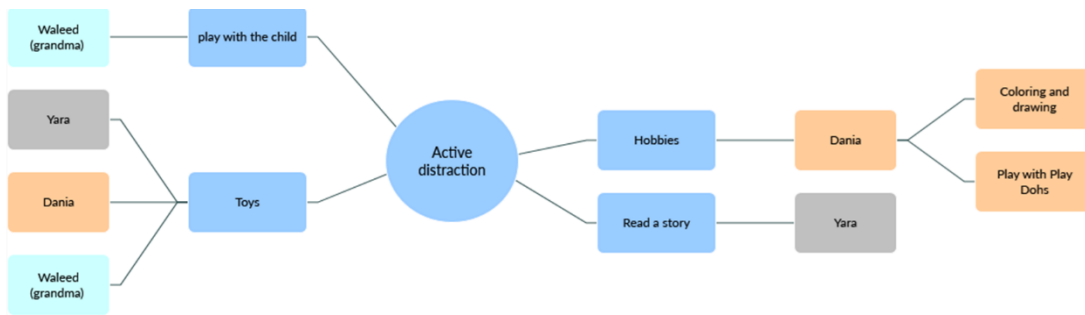 Waleed
(grandma)
play with the child
Yara
Dania
Toys
Waleed
(grandma)
Active
distraction
Hobbies
Dania
Coloring and
drawing
Play with Play
Dohs
Read a story
Yara